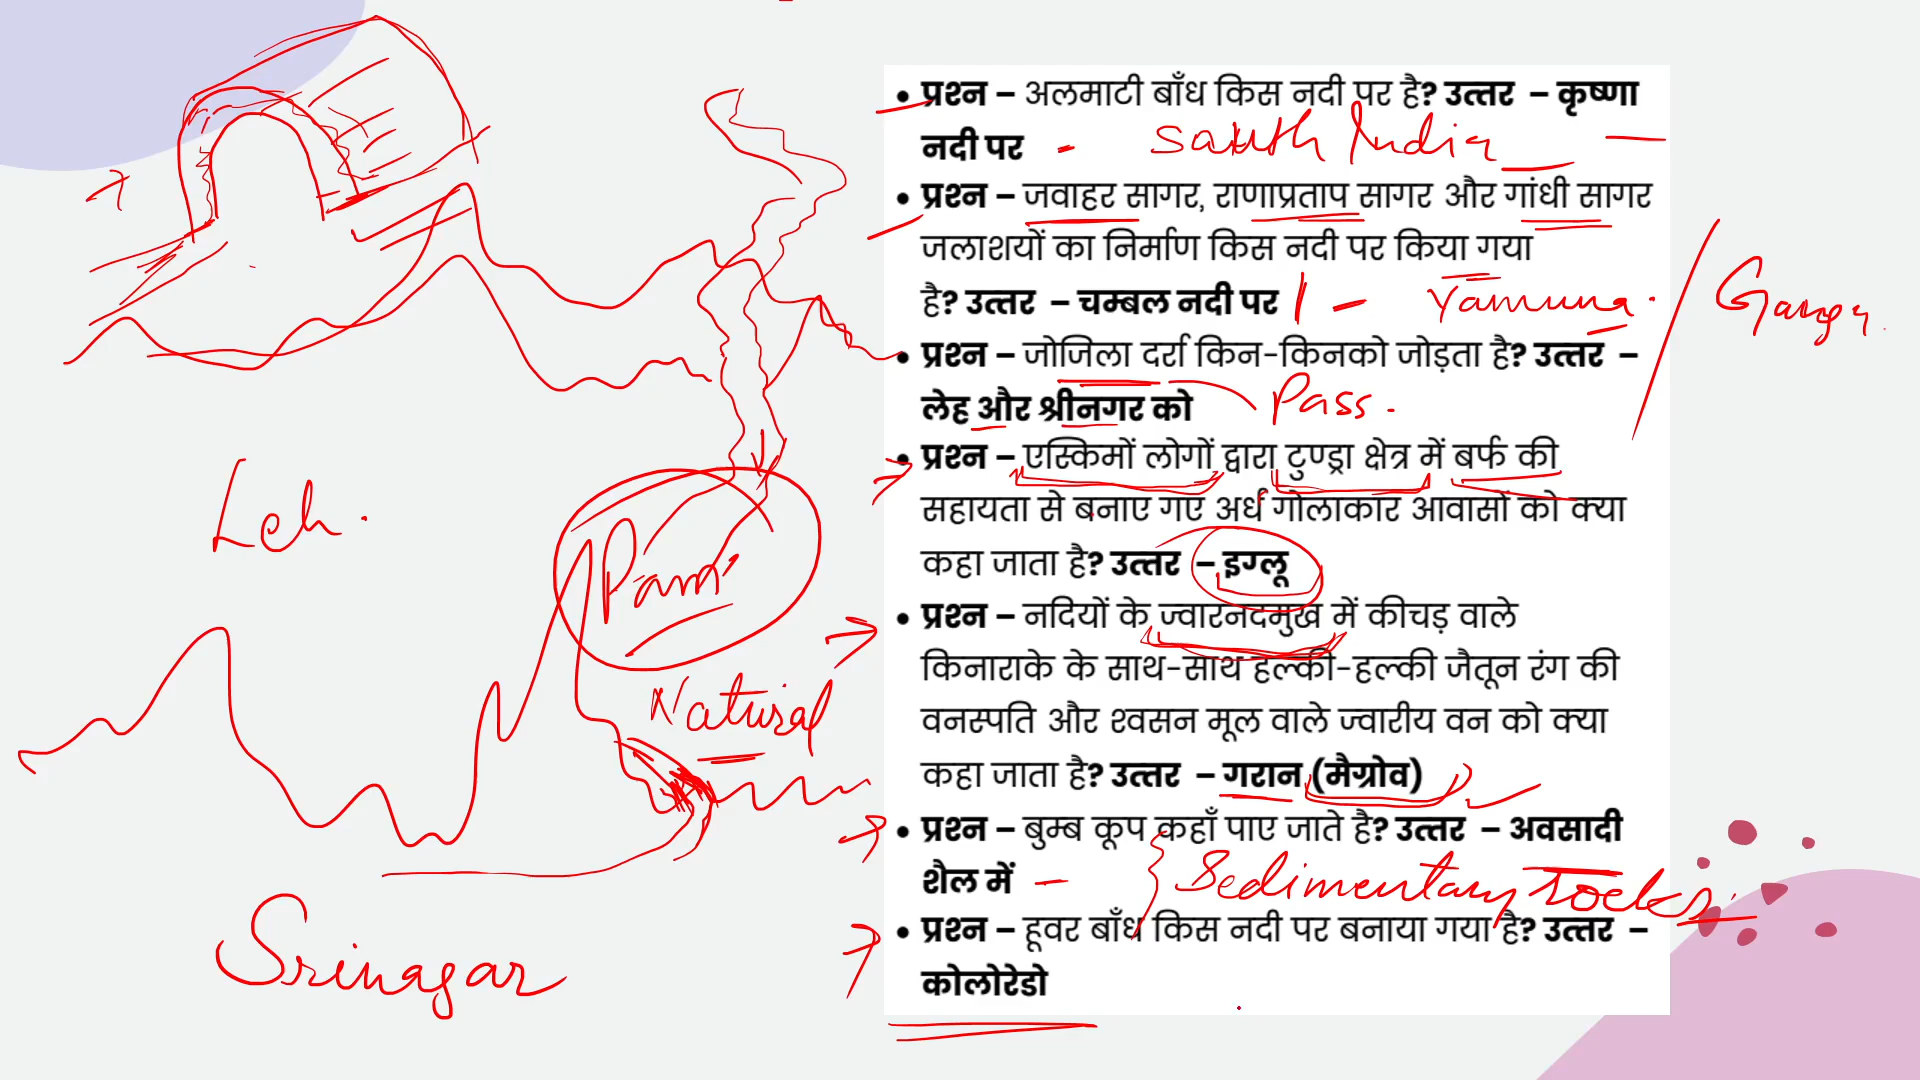 • प्रश्न – अलमाटी बाँध किस नदी पर है? उत्तर – कृष्णा
नदी पर - South India
• प्रश्न – जवाहर सागर, राणाप्रताप सागर और गांधी सागर
जलाशयों का निर्माण किस नदी पर किया गया
है? उत्तर – चम्बल नदी पर - Yamuna / Ganga
• प्रश्न – जोजिला दर्रा किन-किनको जोड़ता है? उत्तर –
लेह और श्रीनगर को Pass.
• प्रश्न – एस्किमों लोगों द्वारा टुण्ड्रा क्षेत्र में बर्फ की
सहायता से बनाए गए अर्ध गोलाकार आवासों को क्या
कहा जाता है? उत्तर – इग्लू
• प्रश्न – नदियों के ज्वारनदमुख में कीचड़ वाले
किनाराके के साथ-साथ हल्की-हल्की जैतून रंग की
वनस्पति और श्वसन मूल वाले ज्वारीय वन को क्या
कहा जाता है? उत्तर – गरान (मैग्रोव)
• प्रश्न – बुम्ब कूप कहाँ पाए जाते है? उत्तर – अवसादी
शैल में - Sedimentary rocks
• प्रश्न – हूवर बाँध किस नदी पर बनाया गया है? उत्तर –
कोलोरेडो
Leh.
Natural
Srinagar